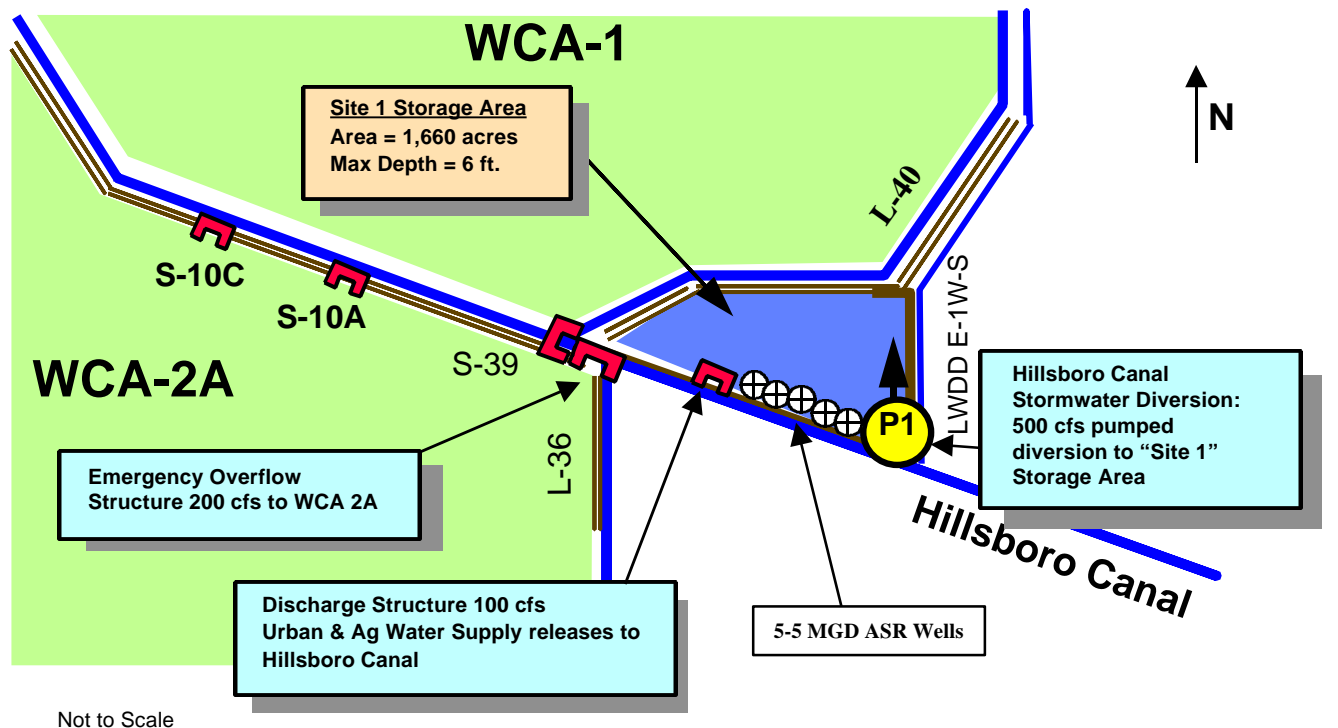 WCA-1
Site 1 Storage Area
Area = 1,660 acres
Max Depth = 6 ft.
N
L-40
S-10C
S-10A
LWDD E-1W-S
S-39
WCA-2A
P1
Hillsboro Canal
Stormwater Diversion:
500 cfs pumped
diversion to “Site 1”
Storage Area
Emergency Overflow
Structure 200 cfs to WCA 2A
L-36
Hillsboro Canal
Discharge Structure 100 cfs
Urban & Ag Water Supply releases to
Hillsboro Canal
5-5 MGD ASR Wells
Not to Scale